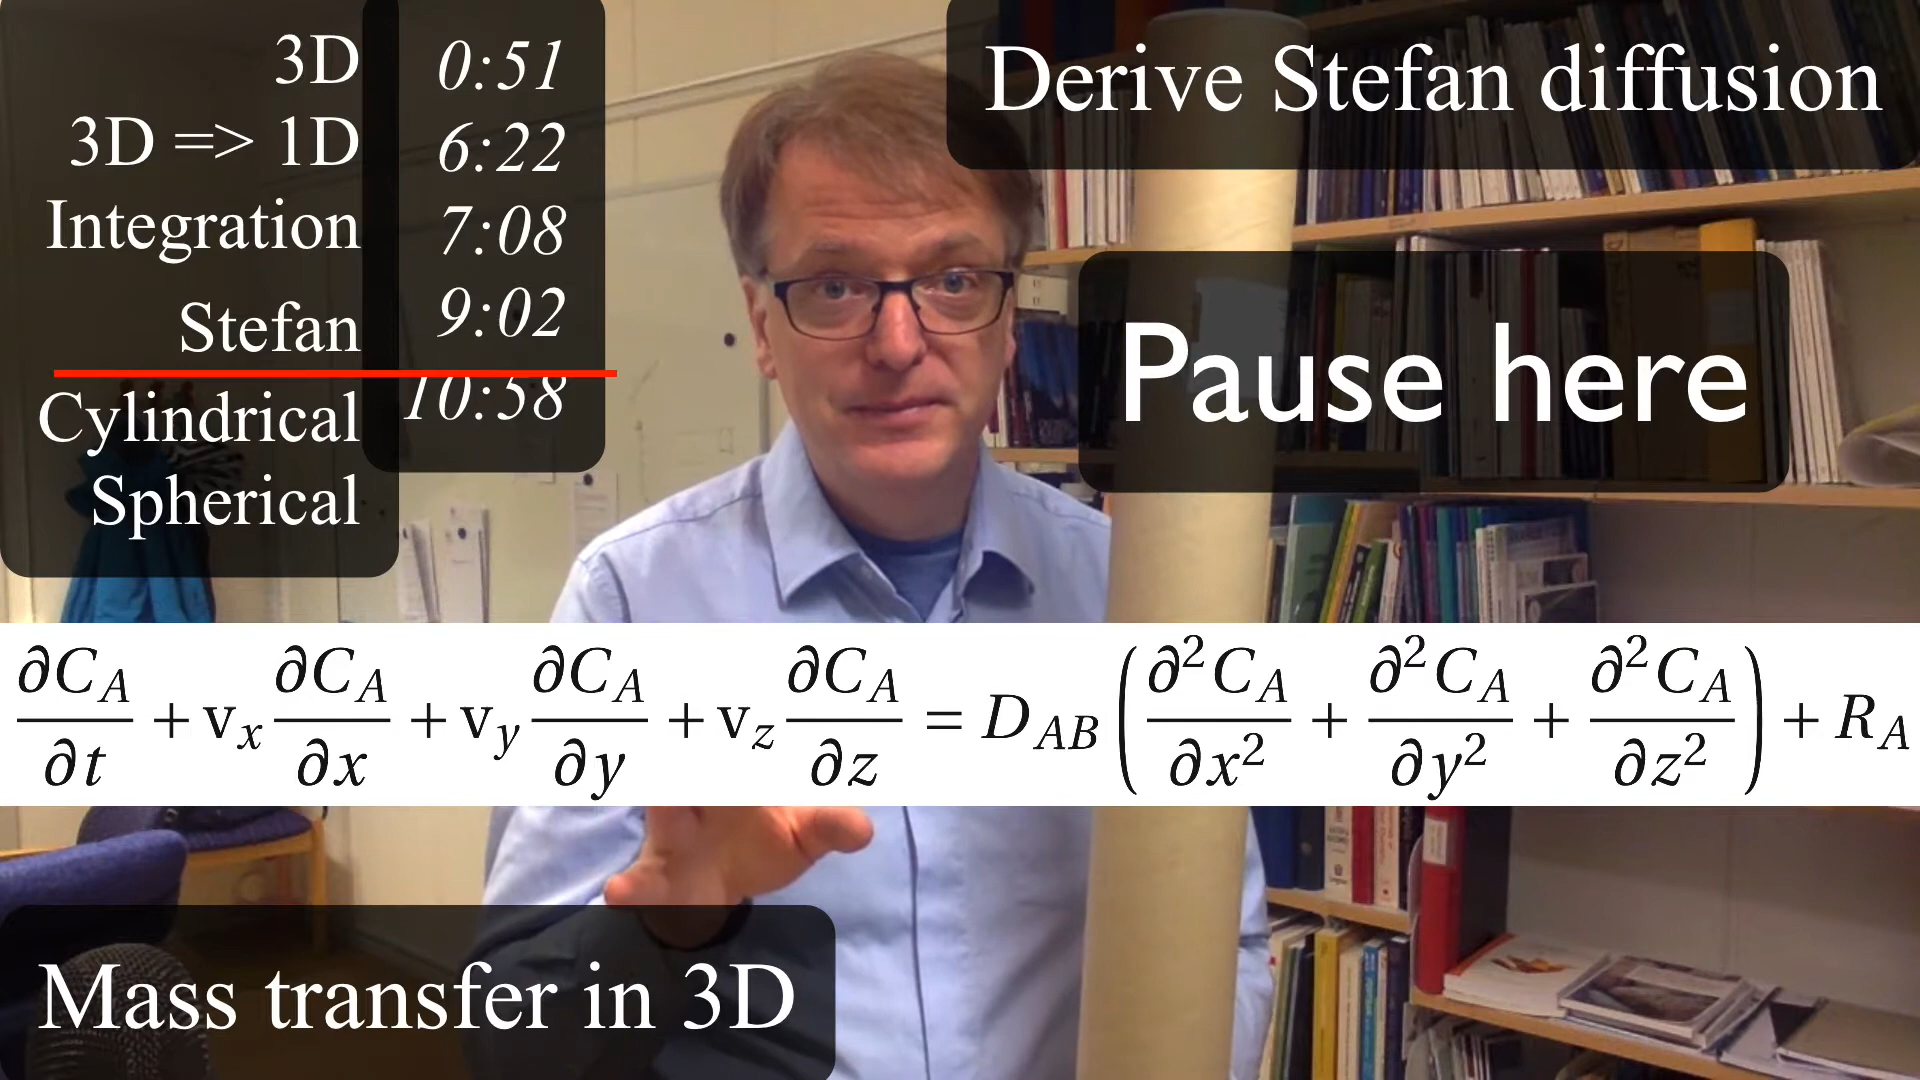 3D 0:51
3D => 1D 6:22
Integration 7:08
Stefan 9:02
Cylindrical 10:58
Spherical
Derive Stefan diffusion
Pause here
∂C_A/∂t + v_x ∂C_A/∂x + v_y ∂C_A/∂y + v_z ∂C_A/∂z = D_AB (∂²C_A/∂x² + ∂²C_A/∂y² + ∂²C_A/∂z²) + R_A
Mass transfer in 3D